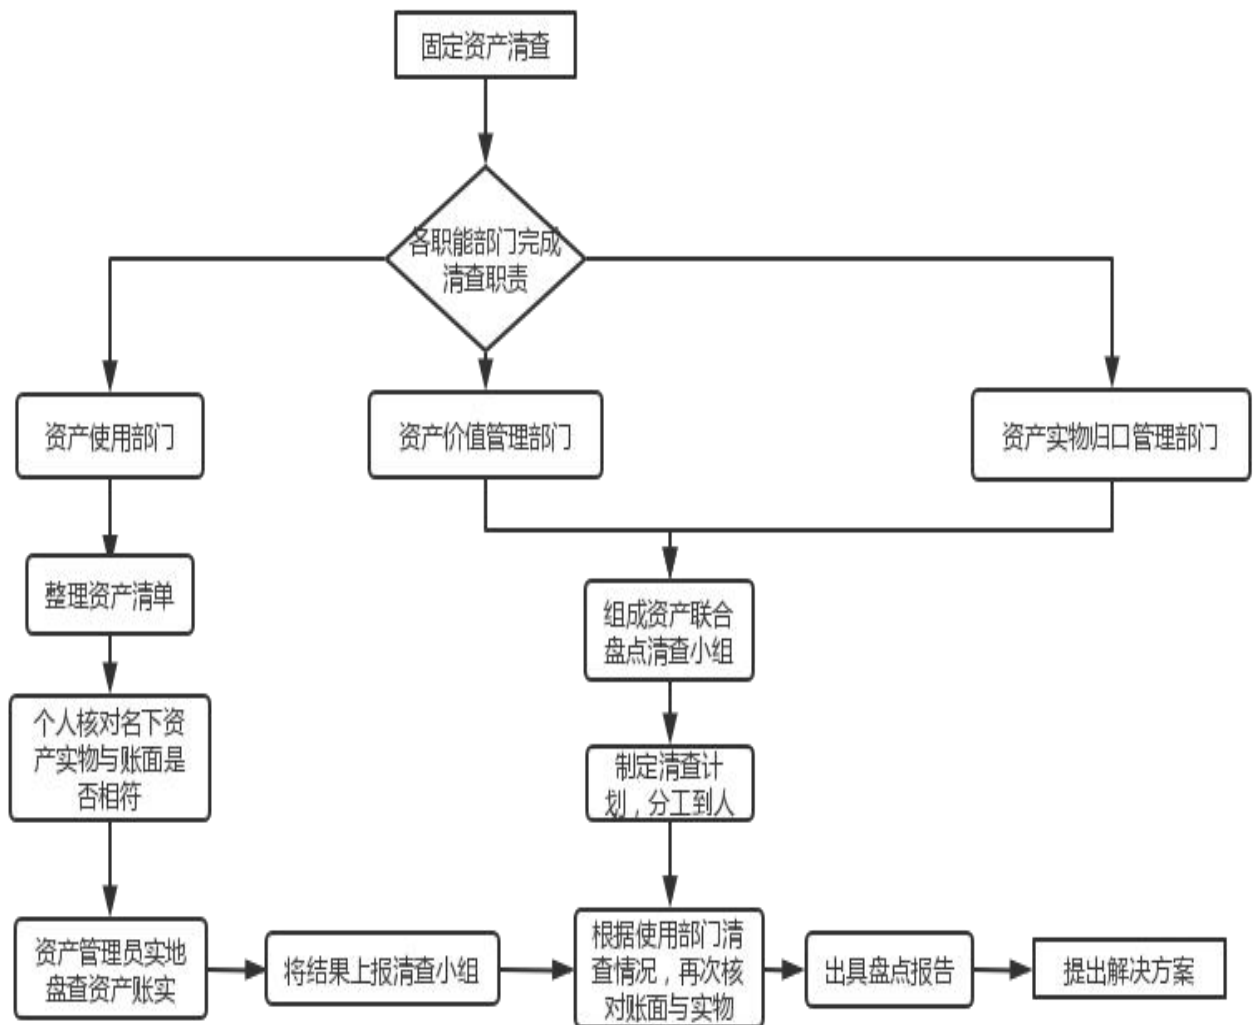 固定资产清查
各职能部门完成
清查职责
资产使用部门
资产价值管理部门
资产实物归口管理部门
整理资产清单
组成资产联合
盘点清查小组
个人核对名下资
产实物与账面是
否相符
制定清查计
划，分工到人
资产管理员实地
盘查资产账实
将结果上报清查小组
根据使用部门清
查情况，再次核
对账面与实物
出具盘点报告
提出解决方案